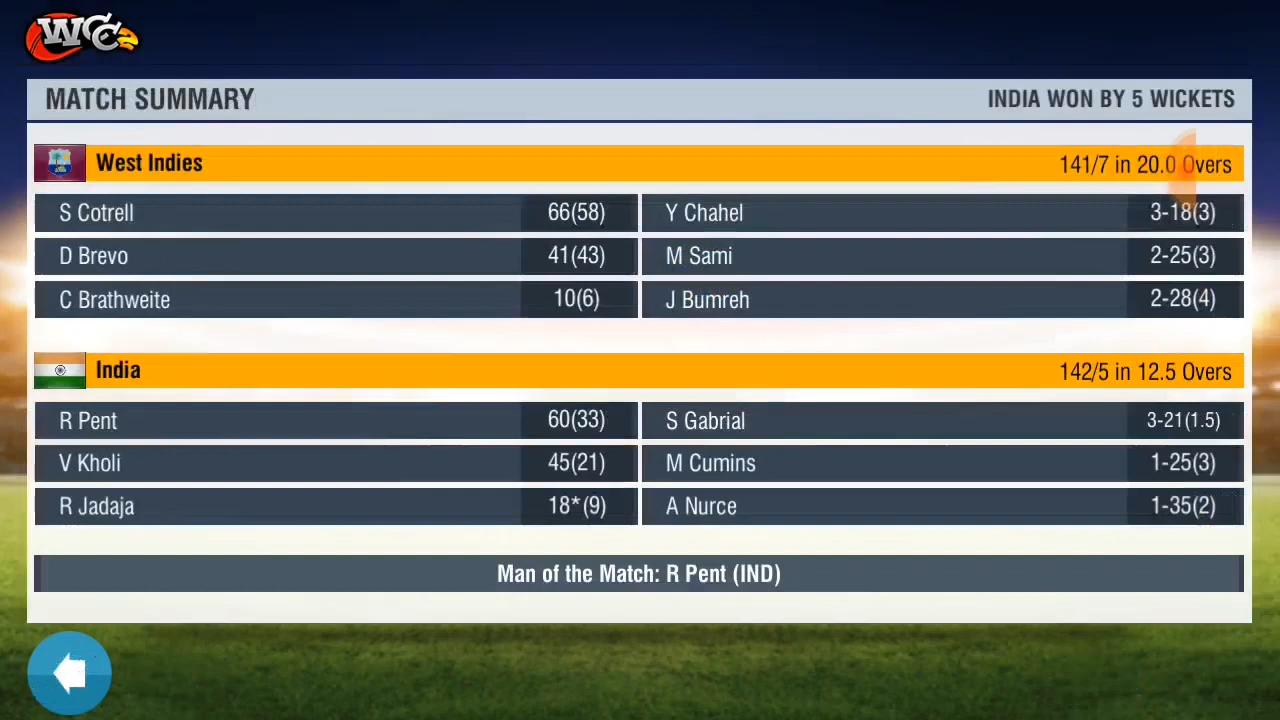 WCC
MATCH SUMMARY INDIA WON BY 5 WICKETS
West Indies 141/7 in 20.0 Overs
S Cotrell 66(58) Y Chahel 3-18(3)
D Brevo 41(43) M Sami 2-25(3)
C Brathweite 10(6) J Bumreh 2-28(4)
India 142/5 in 12.5 Overs
R Pent 60(33) S Gabrial 3-21(1.5)
V Kholi 45(21) M Cumins 1-25(3)
R Jadaja 18*(9) A Nurce 1-35(2)
Man of the Match: R Pent (IND)